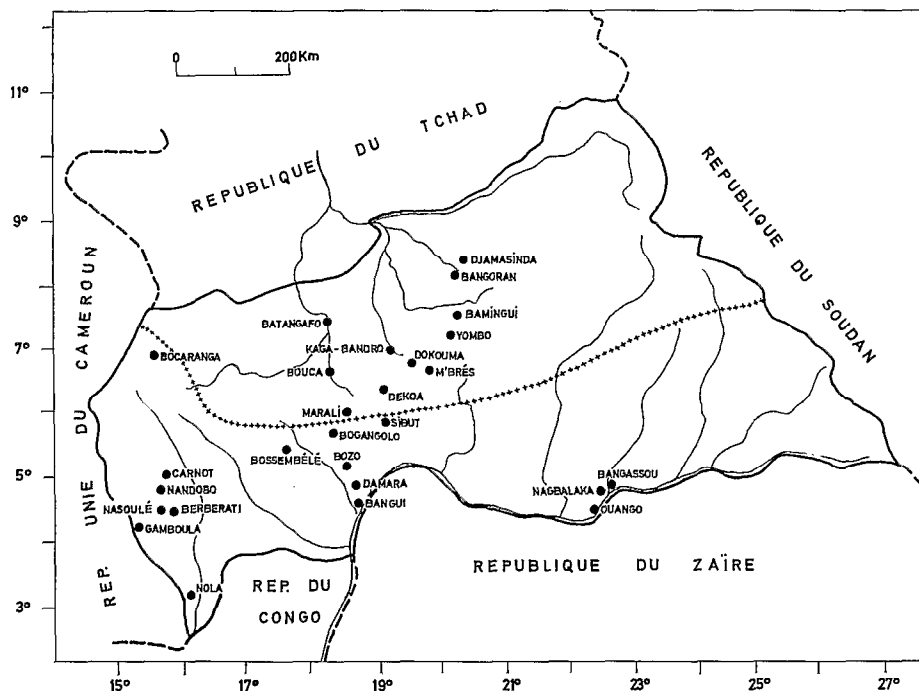 0 200Km
11°
9°
7°
5°
3°
15° 17° 19° 21° 23° 25° 27°
REPUBLIQUE DU TCHAD
REPUBLIQUE DU SOUDAN
REP. UNIE DU CAMEROUN
REP. DU CONGO
REPUBLIQUE DU ZAÏRE
DJAMASINDA
BANGORAN
BAMINGUI
YOMBO
BATANGAFO
KAGA-BANDRO
DOKOUMA
M'BRÈS
BOCARANGA
BOUCA
DEKOA
MARALI
SIBUT
BOGANGOLO
BOSSEMBÉLÉ
BOZO
CARNOT
NANDOBO
DAMARA
BANGUI
NASOULÉ
BERBERATI
GAMBOULA
NOLA
BANGASSOU
NAGBALAKA
OUANGO